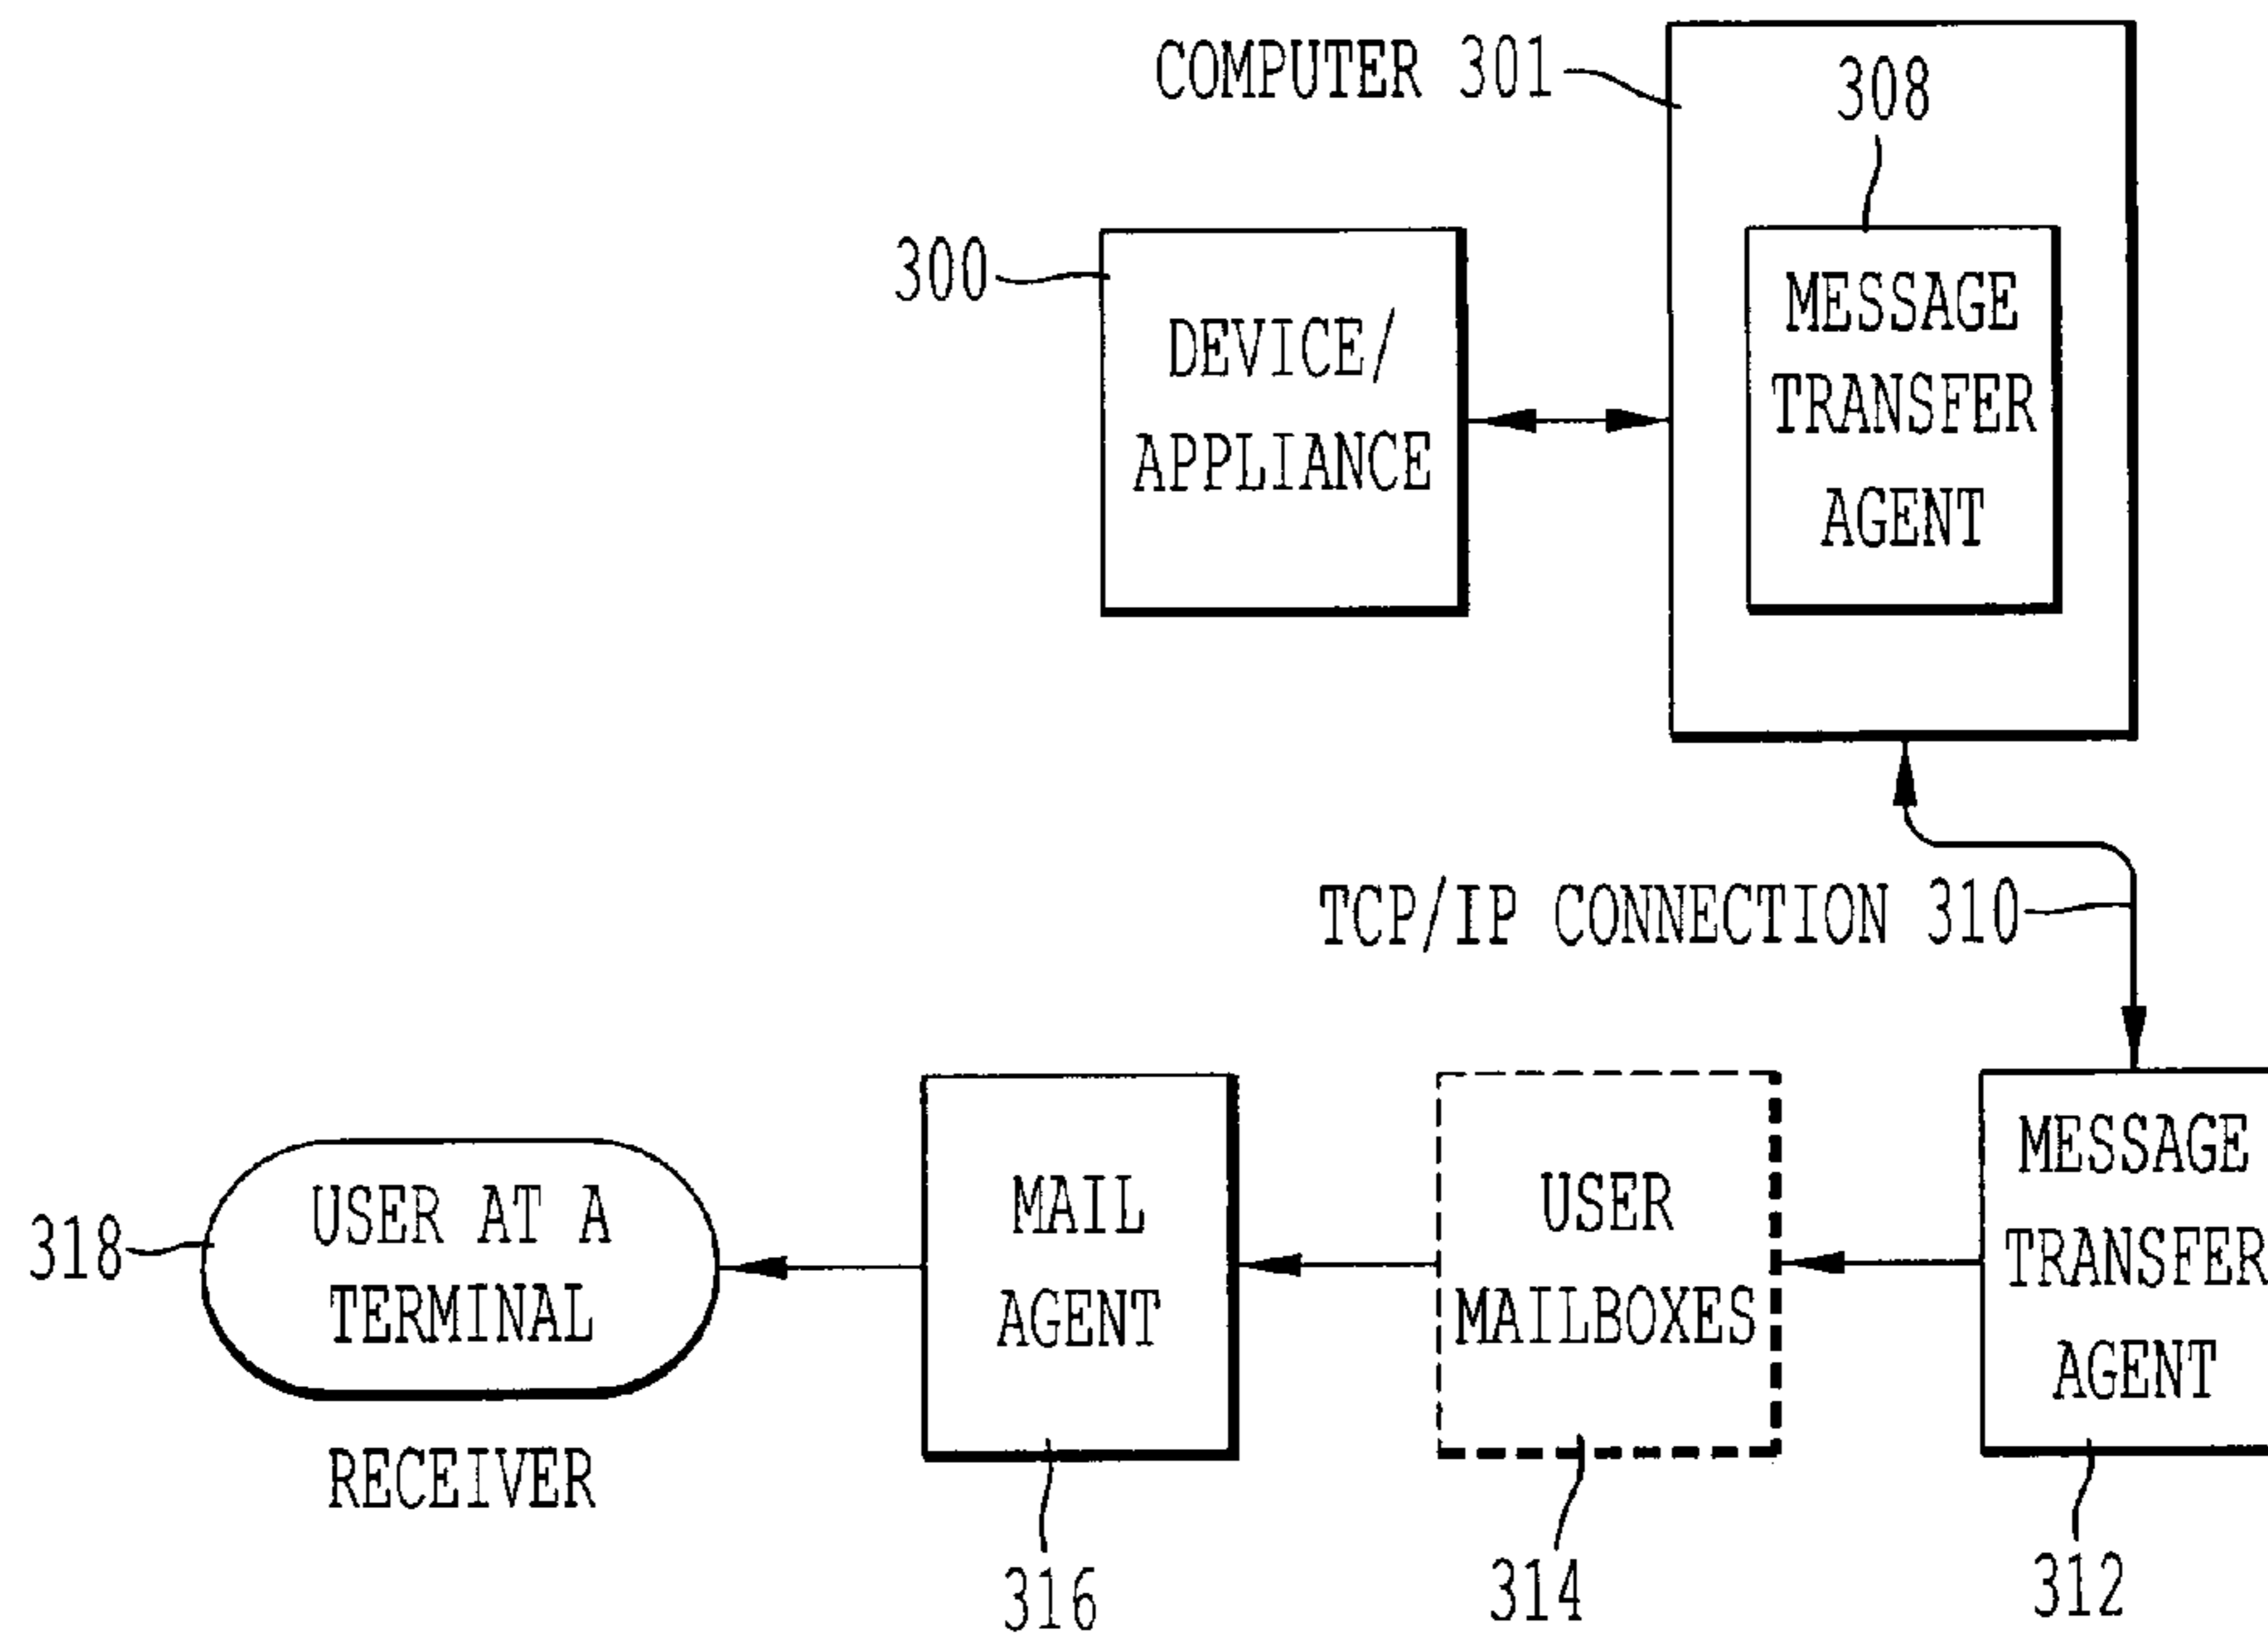 COMPUTER 301
308
300
DEVICE/
APPLIANCE
MESSAGE
TRANSFER
AGENT
TCP/IP CONNECTION 310
318
USER AT A
TERMINAL
RECEIVER
MAIL
AGENT
316
USER
MAILBOXES
314
MESSAGE
TRANSFER
AGENT
312